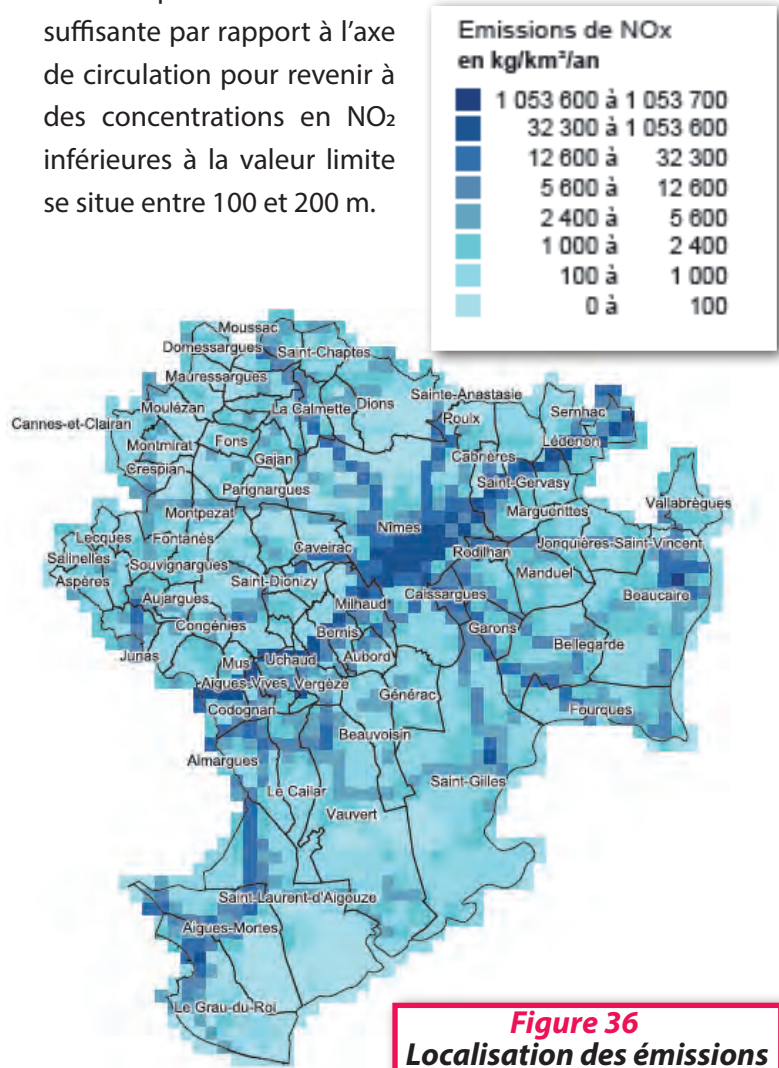 suffisante par rapport à l'axe
de circulation pour revenir à
des concentrations en NO₂
inférieures à la valeur limite
se situe entre 100 et 200 m.
Emissions de NOx
en kg/km²/an
1 053 600 à 1 053 700
32 300 à 1 053 600
12 600 à 32 300
5 600 à 12 600
2 400 à 5 600
1 000 à 2 400
100 à 1 000
0 à 100
Moussac
Domessargues
Saint-Chaptes
Mauressargues
Sainte-Anastasie
Moulézan
La Calmette
Dions
Sernhac
Cannes-et-Clairan
Poulx
Lédenon
Montmirat
Fons
Cabrières
Gajan
Crespian
Saint-Gervasy
Parignargues
Vallabrègues
Montpezat
Marguerittes
Nîmes
Lecques
Fontanès
Jonquières-Saint-Vincent
Caveirac
Rodilhan
Salinelles
Souvignargues
Manduel
Aspères
Saint-Dionizy
Beaucaire
Caissargues
Aujargues
Milhaud
Congénies
Bernis
Garons
Bellegarde
Junas
Mus
Uchaud
Aubord
Aigues-Vives
Vergèze
Générac
Codognan
Fourques
Beauvoisin
Aimargues
Saint-Gilles
Le Cailar
Vauvert
Saint-Laurent-d'Aigouze
Aigues-Mortes
Le Grau-du-Roi
Figure 36
Localisation des émissions